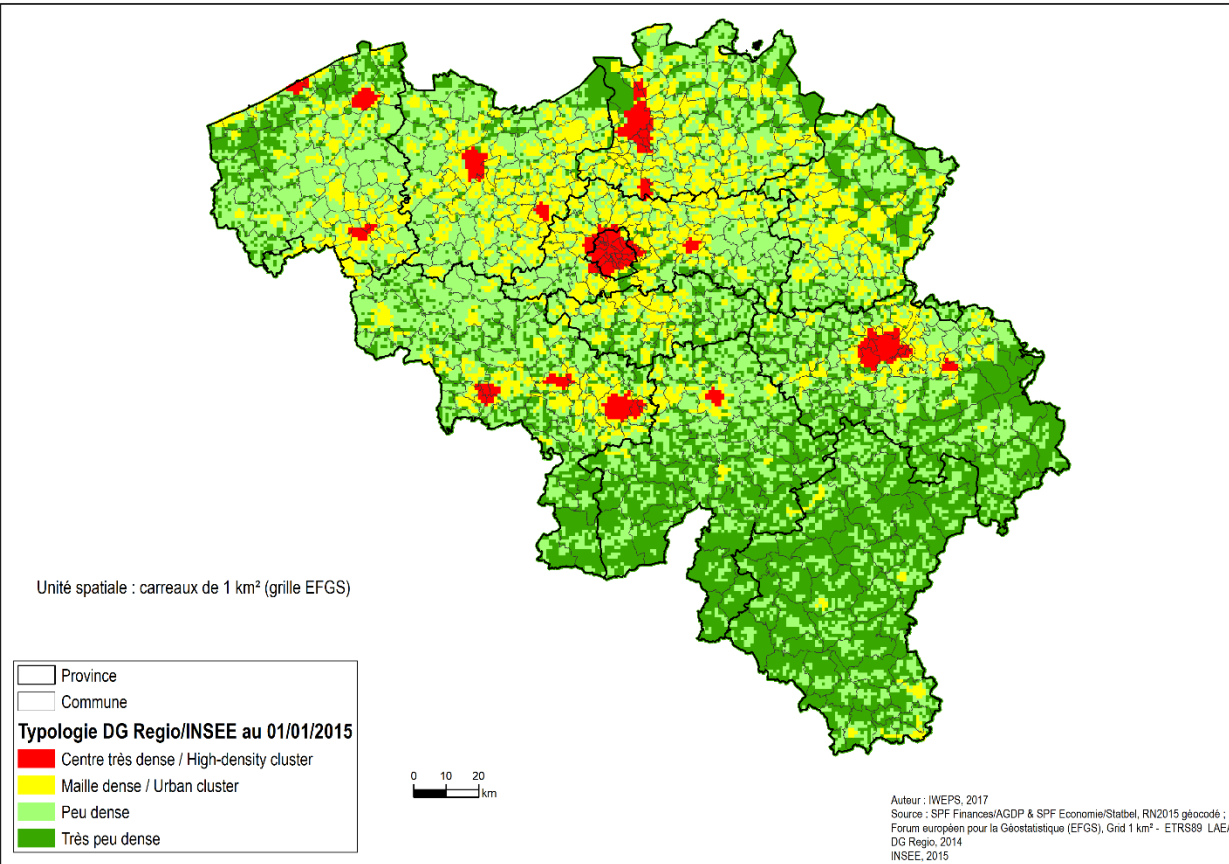 Unité spatiale : carreaux de 1 km² (grille EFGS)
Province
Commune
Typologie DG Regio/INSEE au 01/01/2015
Centre très dense / High-density cluster
Maille dense / Urban cluster
Peu dense
Très peu dense
0 10 20
km
Auteur : IWEPS, 2017
Source : SPF Finances/AGDP & SPF Economie/Statbel, RN2015 géocodé ;
Forum européen pour la Géostatistique (EFGS), Grid 1 km² - ETRS89 LAEA
DG Regio, 2014
INSEE, 2015